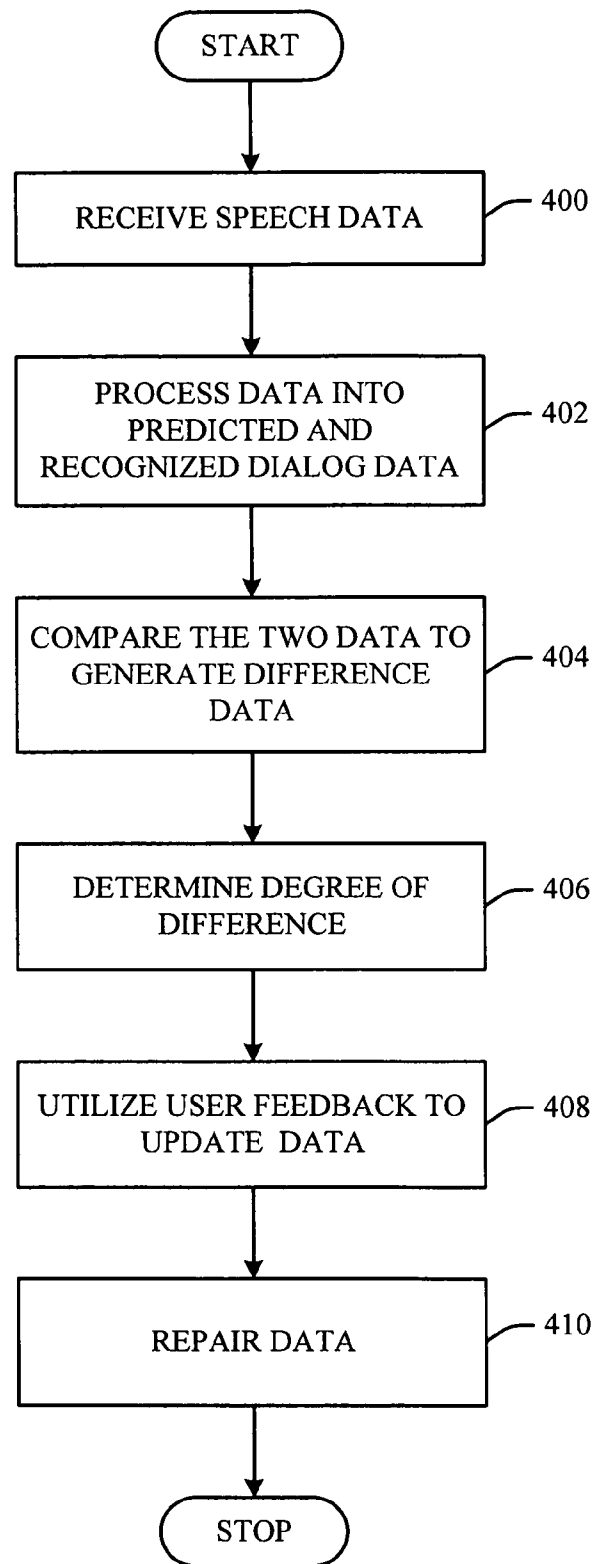 START
RECEIVE SPEECH DATA
400
PROCESS DATA INTO
PREDICTED AND
RECOGNIZED DIALOG DATA
402
COMPARE THE TWO DATA TO
GENERATE DIFFERENCE
DATA
404
DETERMINE DEGREE OF
DIFFERENCE
406
UTILIZE USER FEEDBACK TO
UPDATE DATA
408
REPAIR DATA
410
STOP